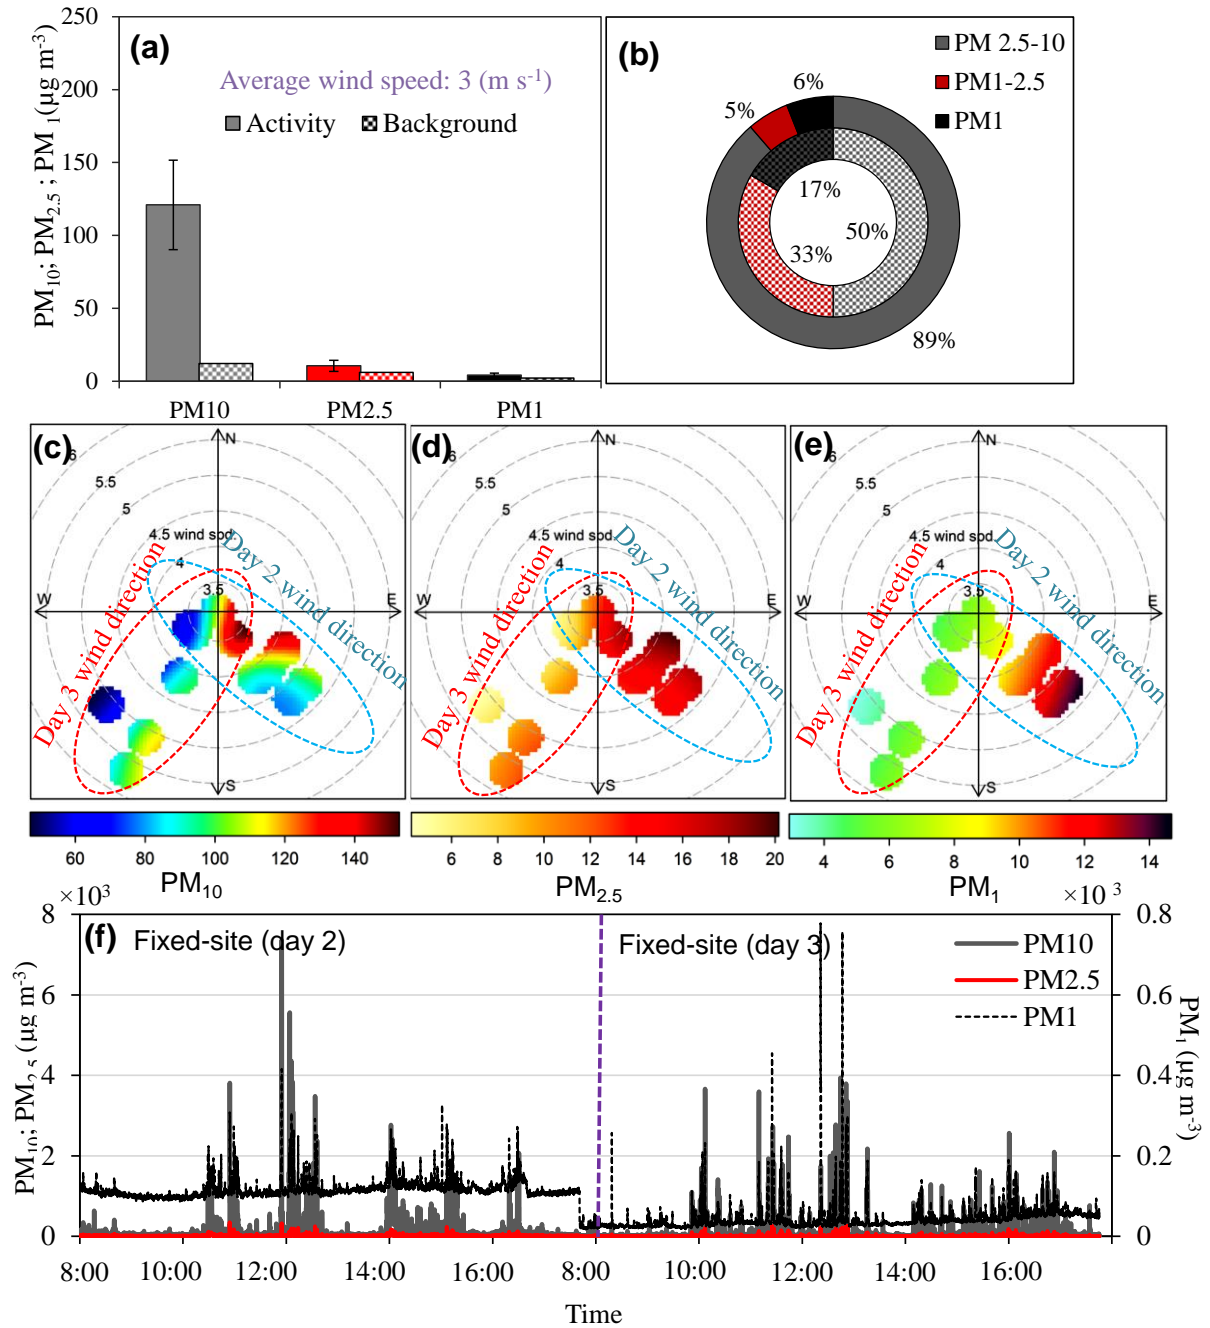 (a)
PM10; PM2.5; PM 1(µg m-3)
250
200
150
100
50
0
Average wind speed: 3 (m s-1)
Activity
Background
PM10
PM2.5
PM1
(b)
PM 2.5-10
PM1-2.5
PM1
6%
5%
17%
50%
33%
89%
(c)
N
6
5.5
5
4.5 wind spd.
4
3.5
W
E
S
Day 3 wind direction
Day 2 wind direction
60
80
100
120
140
PM10
(d)
N
6
5.5
5
4.5 wind spd.
4
3.5
W
E
S
Day 3 wind direction
Day 2 wind direction
6
8
10
12
14
16
18
20
PM2.5
(e)
N
6
5.5
5
4.5 wind spd.
4
3.5
W
E
S
Day 3 wind direction
Day 2 wind direction
4
6
8
10
12
14
PM1
×103
×10 3
(f)
Fixed-site (day 2)
Fixed-site (day 3)
PM10
PM2.5
PM1
PM10; PM2.5 (µg m-3)
8
6
4
2
0
PM1 (µg m-3)
0.8
0.6
0.4
0.2
0
8:00
10:00
12:00
14:00
16:00
8:00
10:00
12:00
14:00
16:00
Time